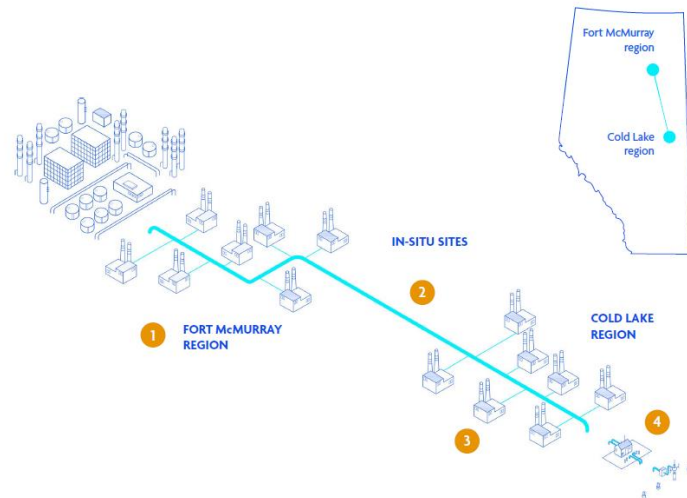 Fort McMurray
region
Cold Lake
region
IN-SITU SITES
2
1
FORT McMURRAY
REGION
COLD LAKE
REGION
3
4